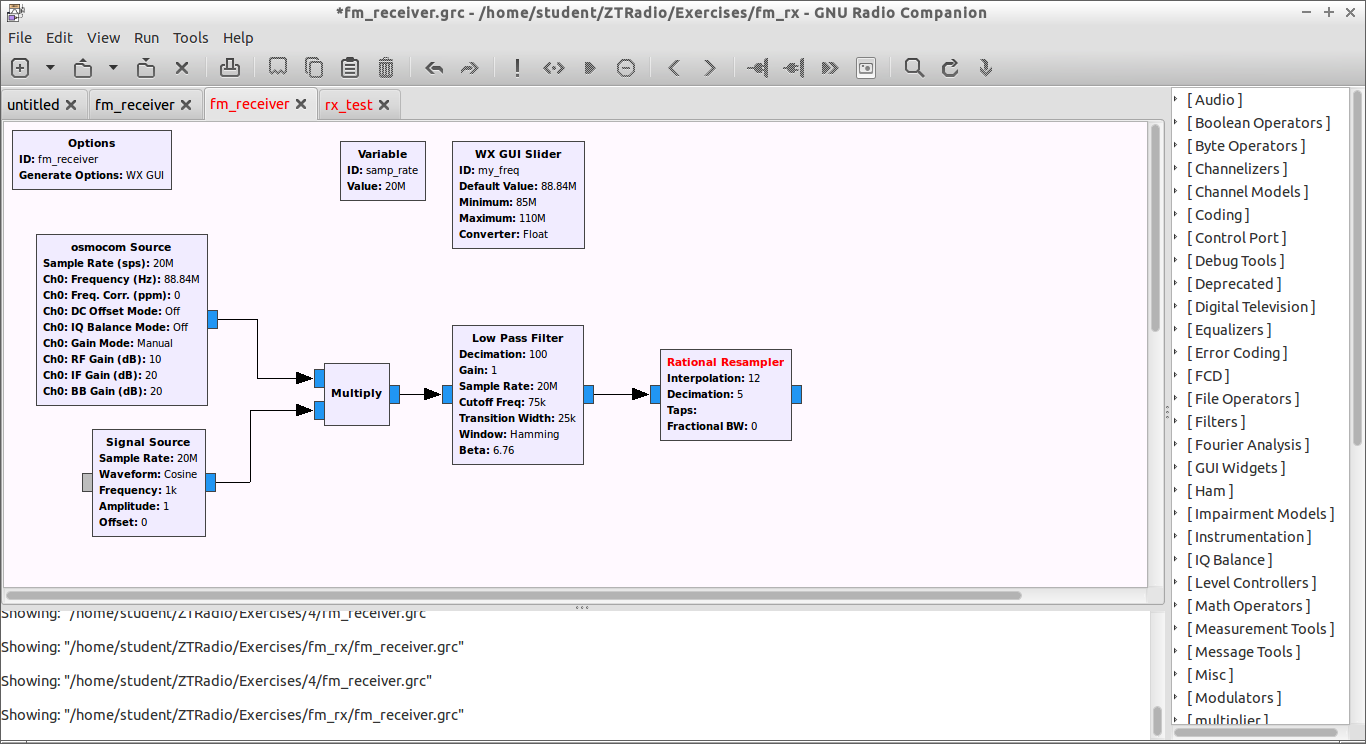 *fm_receiver.grc - /home/student/ZTRadio/Exercises/fm_rx - GNU Radio Companion
File Edit View Run Tools Help
untitled
fm_receiver
fm_receiver
rx_test
Options
ID: fm_receiver
Generate Options: WX GUI
Variable
ID: samp_rate
Value: 20M
WX GUI Slider
ID: my_freq
Default Value: 88.84M
Minimum: 85M
Maximum: 110M
Converter: Float
osmocom Source
Sample Rate (sps): 20M
Ch0: Frequency (Hz): 88.84M
Ch0: Freq. Corr. (ppm): 0
Ch0: DC Offset Mode: Off
Ch0: IQ Balance Mode: Off
Ch0: Gain Mode: Manual
Ch0: RF Gain (dB): 10
Ch0: IF Gain (dB): 20
Ch0: BB Gain (dB): 20
Signal Source
Sample Rate: 20M
Waveform: Cosine
Frequency: 1k
Amplitude: 1
Offset: 0
Multiply
Low Pass Filter
Decimation: 100
Gain: 1
Sample Rate: 20M
Cutoff Freq: 75k
Transition Width: 25k
Window: Hamming
Beta: 6.76
Rational Resampler
Interpolation: 12
Decimation: 5
Taps:
Fractional BW: 0
Showing: "/home/student/ZTRadio/Exercises/4/fm_receiver.grc"
Showing: "/home/student/ZTRadio/Exercises/fm_rx/fm_receiver.grc"
Showing: "/home/student/ZTRadio/Exercises/4/fm_receiver.grc"
Showing: "/home/student/ZTRadio/Exercises/fm_rx/fm_receiver.grc"
[ Audio ]
[ Boolean Operators ]
[ Byte Operators ]
[ Channelizers ]
[ Channel Models ]
[ Coding ]
[ Control Port ]
[ Debug Tools ]
[ Deprecated ]
[ Digital Television ]
[ Equalizers ]
[ Error Coding ]
[ FCD ]
[ File Operators ]
[ Filters ]
[ Fourier Analysis ]
[ GUI Widgets ]
[ Ham ]
[ Impairment Models ]
[ Instrumentation ]
[ IQ Balance ]
[ Level Controllers ]
[ Math Operators ]
[ Measurement Tools ]
[ Message Tools ]
[ Misc ]
[ Modulators ]
[ multiplier ]